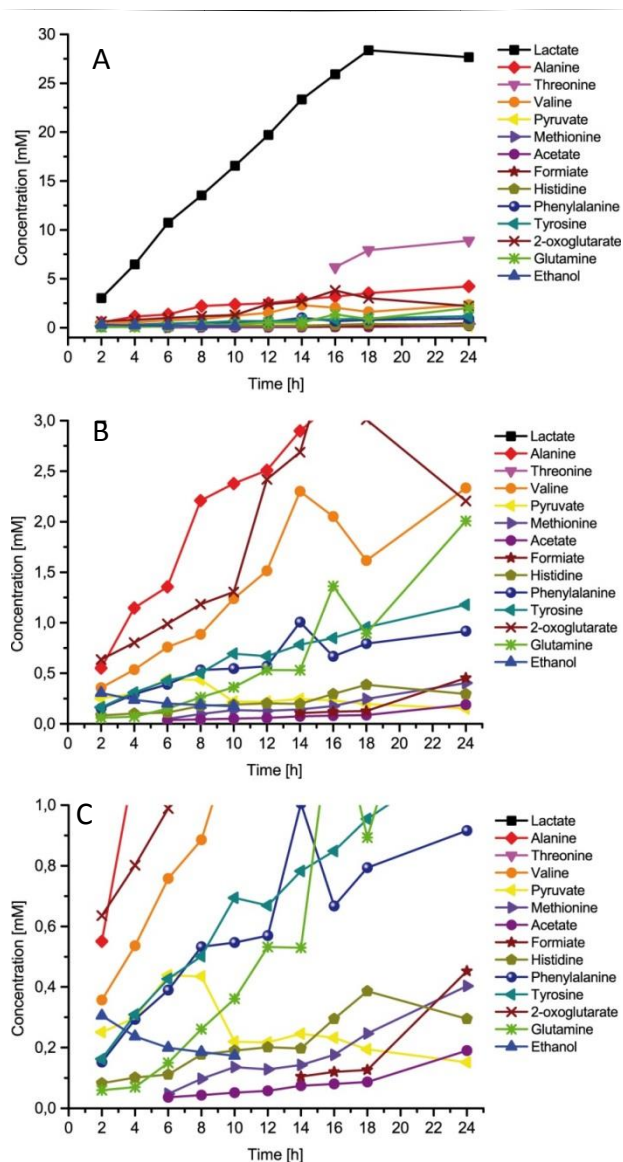 A
Concentration [mM]
30
25
20
15
10
5
0
0 2 4 6 8 10 12 14 16 18 20 22 24
Time [h]
Lactate
Alanine
Threonine
Valine
Pyruvate
Methionine
Acetate
Formiate
Histidine
Phenylalanine
Tyrosine
2-oxoglutarate
Glutamine
Ethanol
B
Concentration [mM]
3,0
2,5
2,0
1,5
1,0
0,5
0,0
0 2 4 6 8 10 12 14 16 18 20 22 24
Time [h]
Lactate
Alanine
Threonine
Valine
Pyruvate
Methionine
Acetate
Formiate
Histidine
Phenylalanine
Tyrosine
2-oxoglutarate
Glutamine
Ethanol
C
Concentration [mM]
1,0
0,8
0,6
0,4
0,2
0,0
0 2 4 6 8 10 12 14 16 18 20 22 24
Time [h]
Lactate
Alanine
Threonine
Valine
Pyruvate
Methionine
Acetate
Formiate
Histidine
Phenylalanine
Tyrosine
2-oxoglutarate
Glutamine
Ethanol